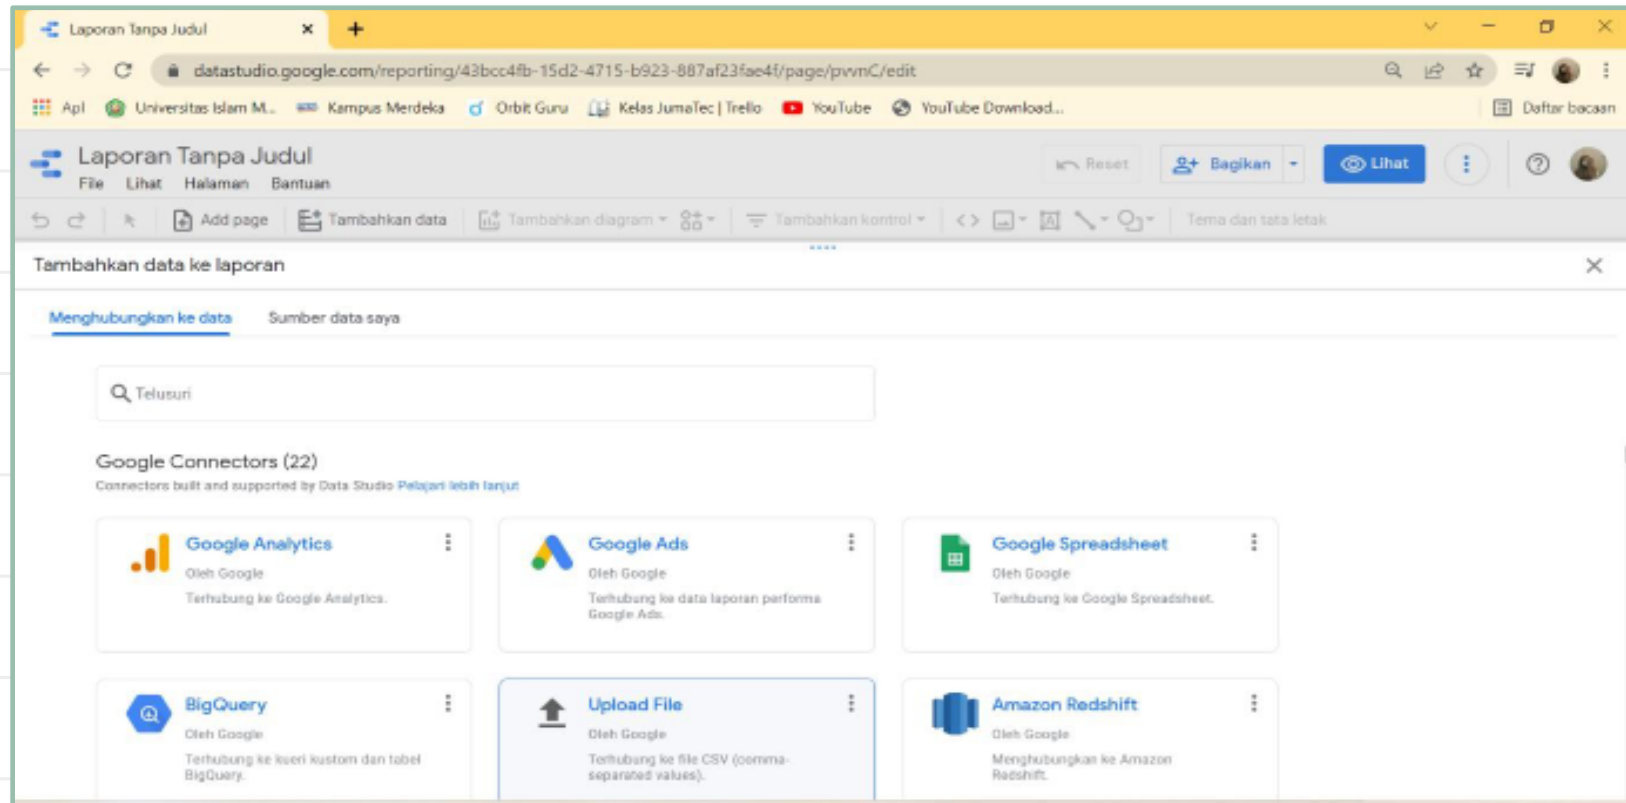 Laporan Tanpa Judul
datastudio.google.com/reporting/43bcc4fb-15d2-4715-b923-887af23fae4f/page/pvvnC/edit
Apl Universitas Islam M... Kampus Merdeka Orbit Guru Kelas JumaTec | Trello YouTube YouTube Download... Daftar bacaan
Laporan Tanpa Judul
File Lihat Halaman Bantuan
Reset Bagikan Lihat
Add page Tambahkan data Tambahkan diagram Tambahkan kontrol Tema dan tata letak
Tambahkan data ke laporan
Menghubungkan ke data Sumber data saya
Telusuri
Google Connectors (22)
Connectors built and supported by Data Studio Pelajari lebih lanjut
Google Analytics
Oleh Google
Terhubung ke Google Analytics.
Google Ads
Oleh Google
Terhubung ke data laporan performa
Google Ads.
Google Spreadsheet
Oleh Google
Terhubung ke Google Spreadsheet.
BigQuery
Oleh Google
Terhubung ke kueri kustom dan tabel
BigQuery.
Upload File
Oleh Google
Terhubung ke file CSV (comma-
separated values).
Amazon Redshift
Oleh Google
Menghubungkan ke Amazon
Redshift.